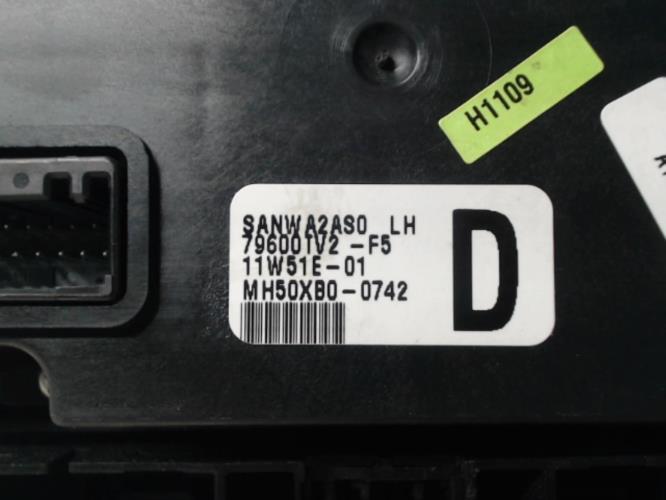 H1109
SANWA2AS0 LH
79600TV2 -F5
11W51E-01
MH50XB0-0742
D